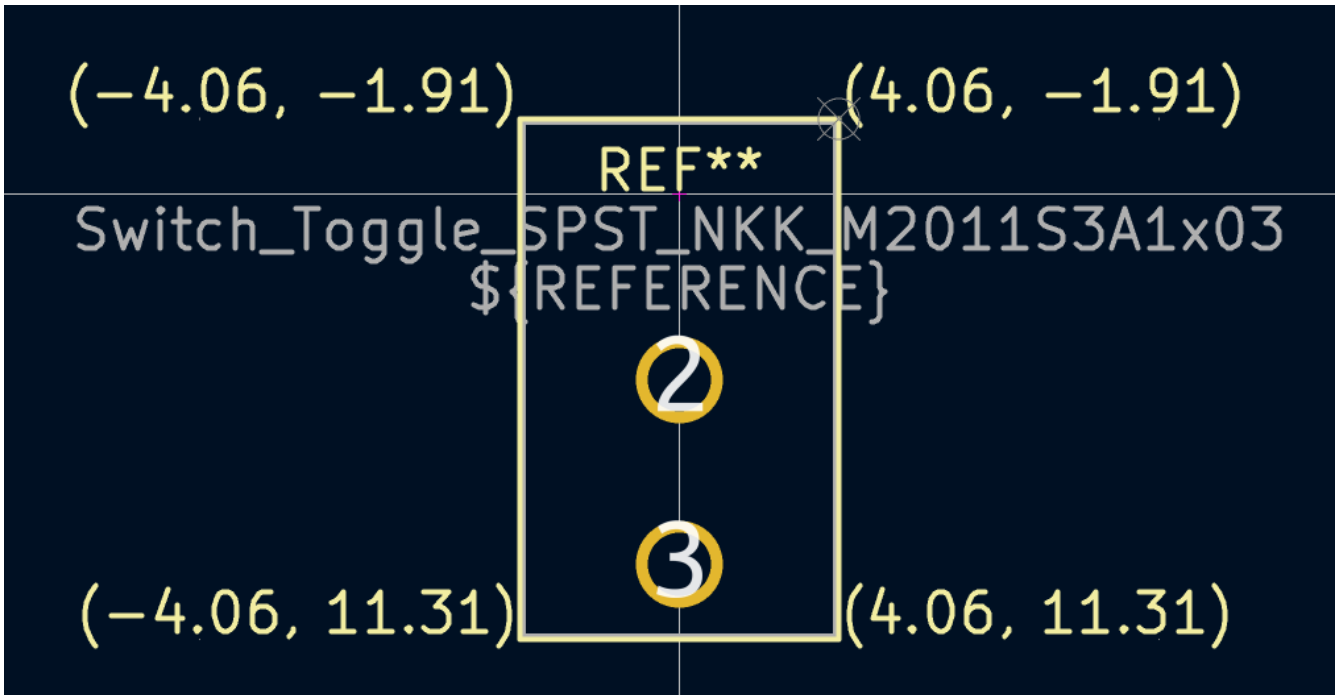 (-4.06, -1.91) (4.06, -1.91)
REF**
Switch_Toggle_SPST_NKK_M2011S3A1x03
${REFERENCE}
2
3
(-4.06, 11.31) (4.06, 11.31)